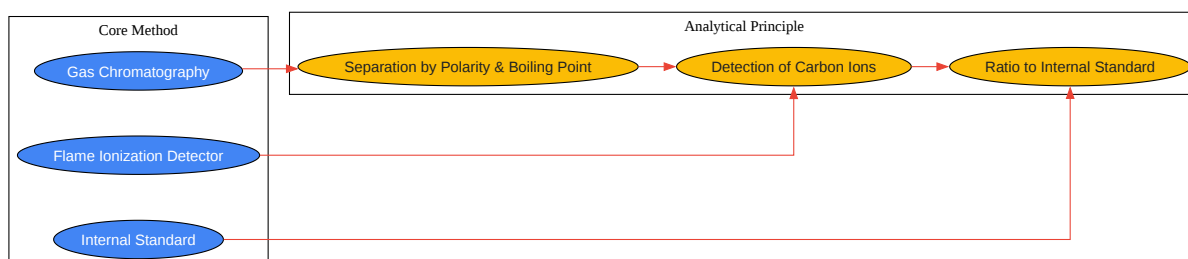 Core Method
Gas Chromatography
Flame Ionization Detector
Internal Standard
Analytical Principle
Separation by Polarity & Boiling Point
Detection of Carbon Ions
Ratio to Internal Standard